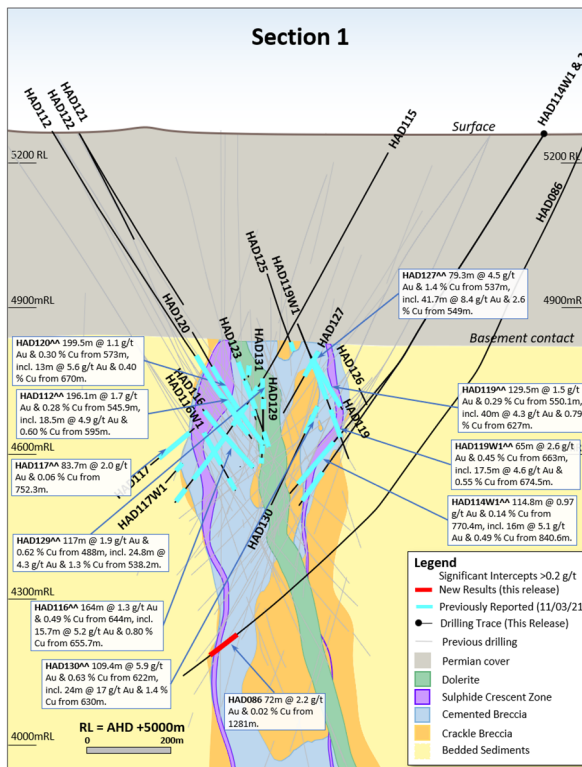 Section 1
HAD112
HAD122
HAD121
HAD115
HAD114W1 & 2
Surface
5200 RL
5200 RL
HAD086
HAD125
HAD119W1
HAD127^^ 79.3m @ 4.5 g/t
Au & 1.4 % Cu from 537m,
incl. 41.7m @ 8.4 g/t Au & 2.6
% Cu from 549m.
4900mRL
4900mRL
HAD120
HAD123
HAD131
HAD127
Basement contact
HAD120^^ 199.5m @ 1.1 g/t
Au & 0.30 % Cu from 573m,
incl. 13m @ 5.6 g/t Au & 0.40
% Cu from 670m.
HAD116
HAD116W1
HAD129
HAD126
HAD119
HAD112^^ 196.1m @ 1.7 g/t
Au & 0.28 % Cu from 545.9m,
incl. 18.5m @ 4.9 g/t Au &
0.60 % Cu from 595m.
HAD119^^ 129.5m @ 1.5 g/t
Au & 0.29 % Cu from 550.1m,
incl. 40m @ 4.3 g/t Au & 0.79
% Cu from 627m.
4600mRL
4600mRL
HAD119W1^^ 65m @ 2.6 g/t
Au & 0.45 % Cu from 663m,
incl. 17.5m @ 4.6 g/t Au &
0.55 % Cu from 674.5m.
HAD117^^ 83.7m @ 2.0 g/t
Au & 0.06 % Cu from
752.3m.
HAD117
HAD117W1
HAD130
HAD114W1^^ 114.8m @ 0.97
g/t Au & 0.14 % Cu from
770.4m, incl. 16m @ 5.1 g/t
Au & 0.49 % Cu from 840.6m.
HAD129^^ 117m @ 1.9 g/t Au &
0.62 % Cu from 488m, incl. 24.8m @
4.3 g/t Au & 1.3 % Cu from 538.2m.
4300mRL
HAD116^^ 164m @ 1.3 g/t Au
& 0.49 % Cu from 644m, incl.
15.7m @ 5.2 g/t Au & 0.80 %
Cu from 655.7m.
HAD130^^ 109.4m @ 5.9 g/t
Au & 0.63 % Cu from 622m,
incl. 24m @ 17 g/t Au & 1.4 %
Cu from 630m.
HAD086 72m @ 2.2 g/t
Au & 0.02 % Cu from
1281m.
RL = AHD +5000m
0
200m
4000mRL
Legend
Significant Intercepts >0.2 g/t
New Results (this release)
Previously Reported (11/03/21)
Drilling Trace (This Release)
Previous drilling
Permian cover
Dolerite
Sulphide Crescent Zone
Cemented Breccia
Crackle Breccia
Bedded Sediments